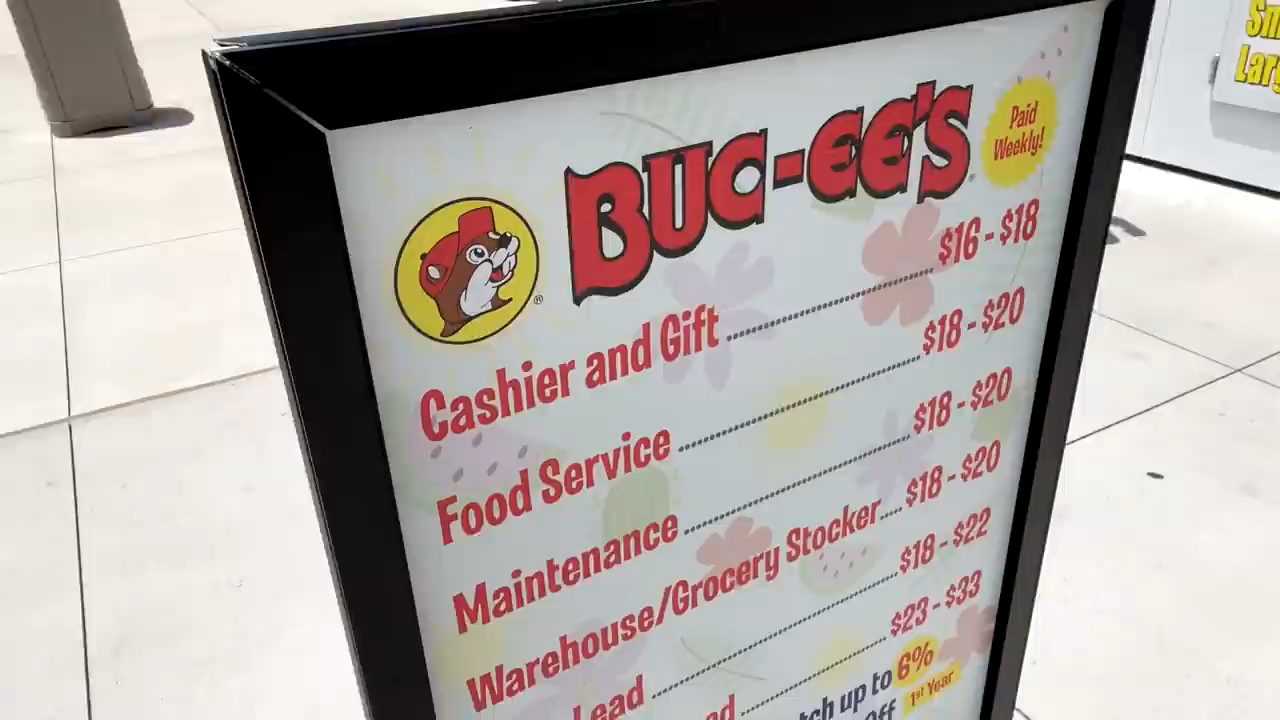 BUC-EE'S
Paid
Weekly!
Cashier and Gift $16 - $18
Food Service $18 - $20
Maintenance $18 - $20
Warehouse/Grocery Stocker $18 - $20
Lead $18 - $22
$23 - $33
up to 6%
Off 1st Year